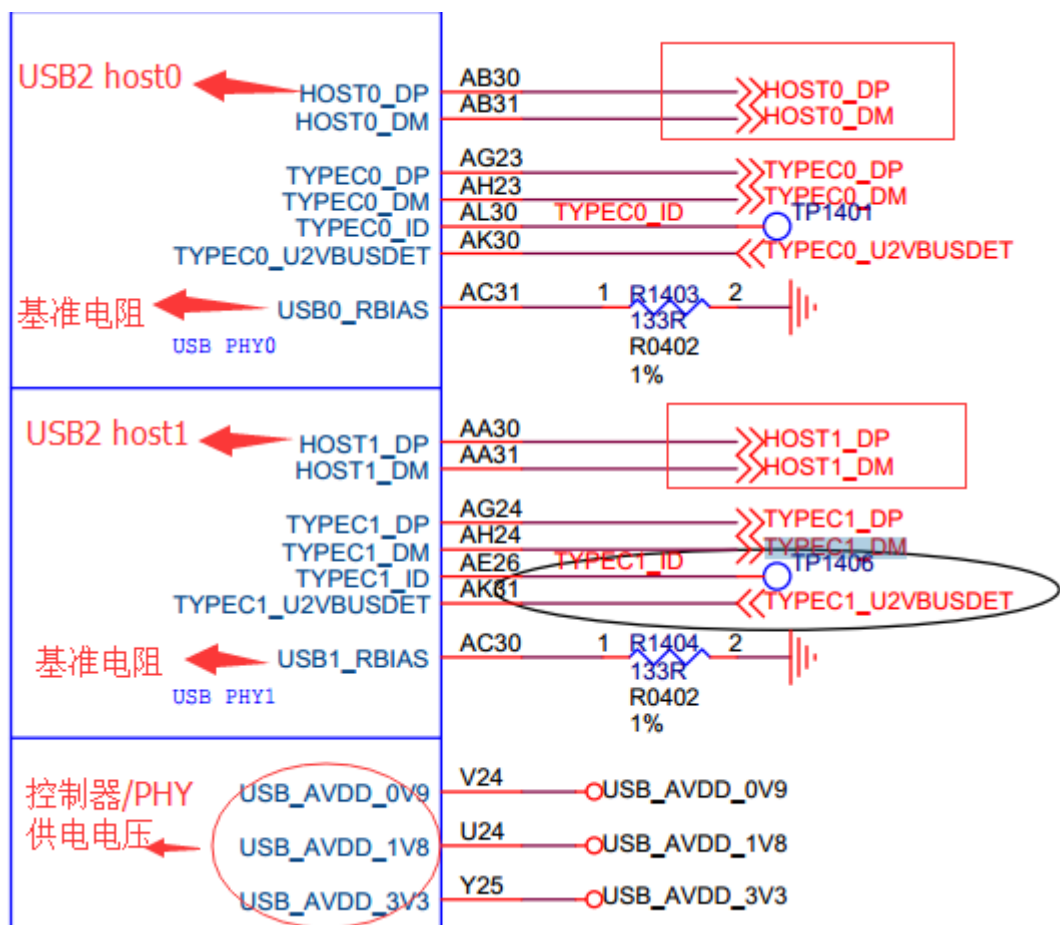 USB2 host0
HOST0_DP AB30 HOST0_DP
HOST0_DM AB31 HOST0_DM
TYPEC0_DP AG23 TYPEC0_DP
TYPEC0_DM AH23 TYPEC0_DM
TYPEC0_ID AL30 TYPEC0_ID TP1401
TYPEC0_U2VBUSDET AK30 TYPEC0_U2VBUSDET
基准电阻 USB0_RBIAS AC31 1 R1403 2
133R
R0402
1%
USB PHY0
USB2 host1
HOST1_DP AA30 HOST1_DP
HOST1_DM AA31 HOST1_DM
TYPEC1_DP AG24 TYPEC1_DP
TYPEC1_DM AH24 TYPEC1_DM
TYPEC1_ID AE26 TYPEC1_ID TP1406
TYPEC1_U2VBUSDET AK31 TYPEC1_U2VBUSDET
基准电阻 USB1_RBIAS AC30 1 R1404 2
133R
R0402
1%
USB PHY1
控制器/PHY
供电电压
USB_AVDD_0V9 V24 USB_AVDD_0V9
USB_AVDD_1V8 U24 USB_AVDD_1V8
USB_AVDD_3V3 Y25 USB_AVDD_3V3